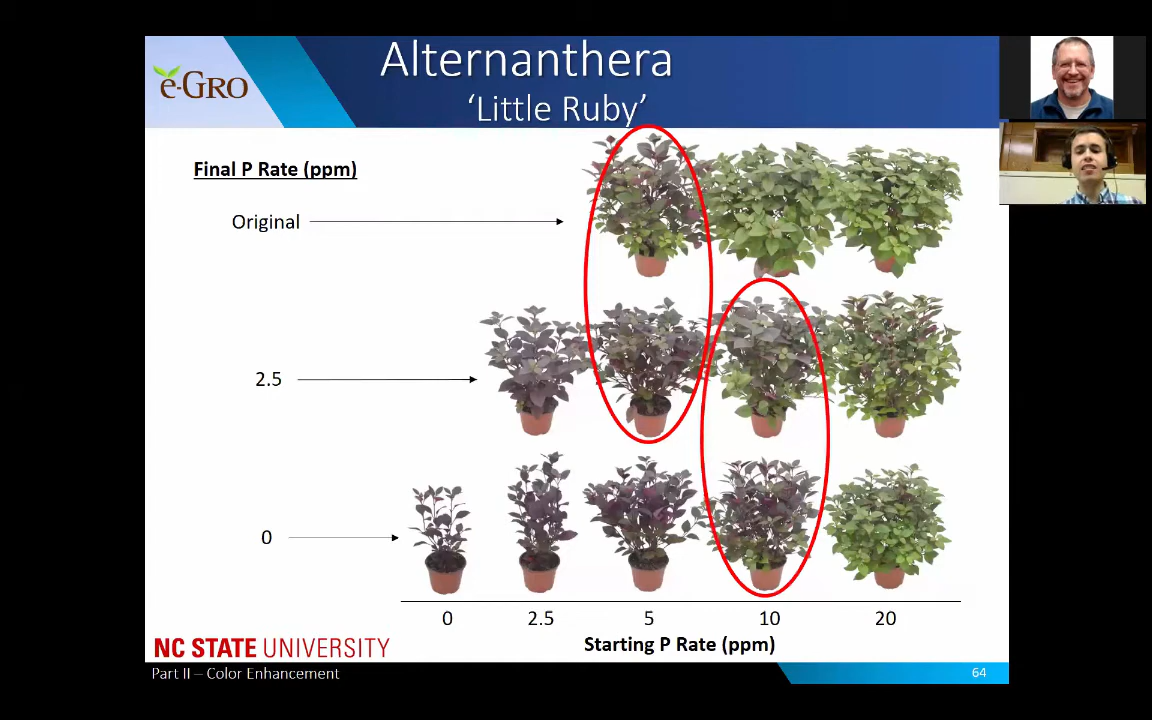 Alternanthera
‘Little Ruby’
e-GRO
Final P Rate (ppm)
Original
2.5
0
0 2.5 5 10 20
Starting P Rate (ppm)
NC STATE UNIVERSITY
Part II – Color Enhancement
64